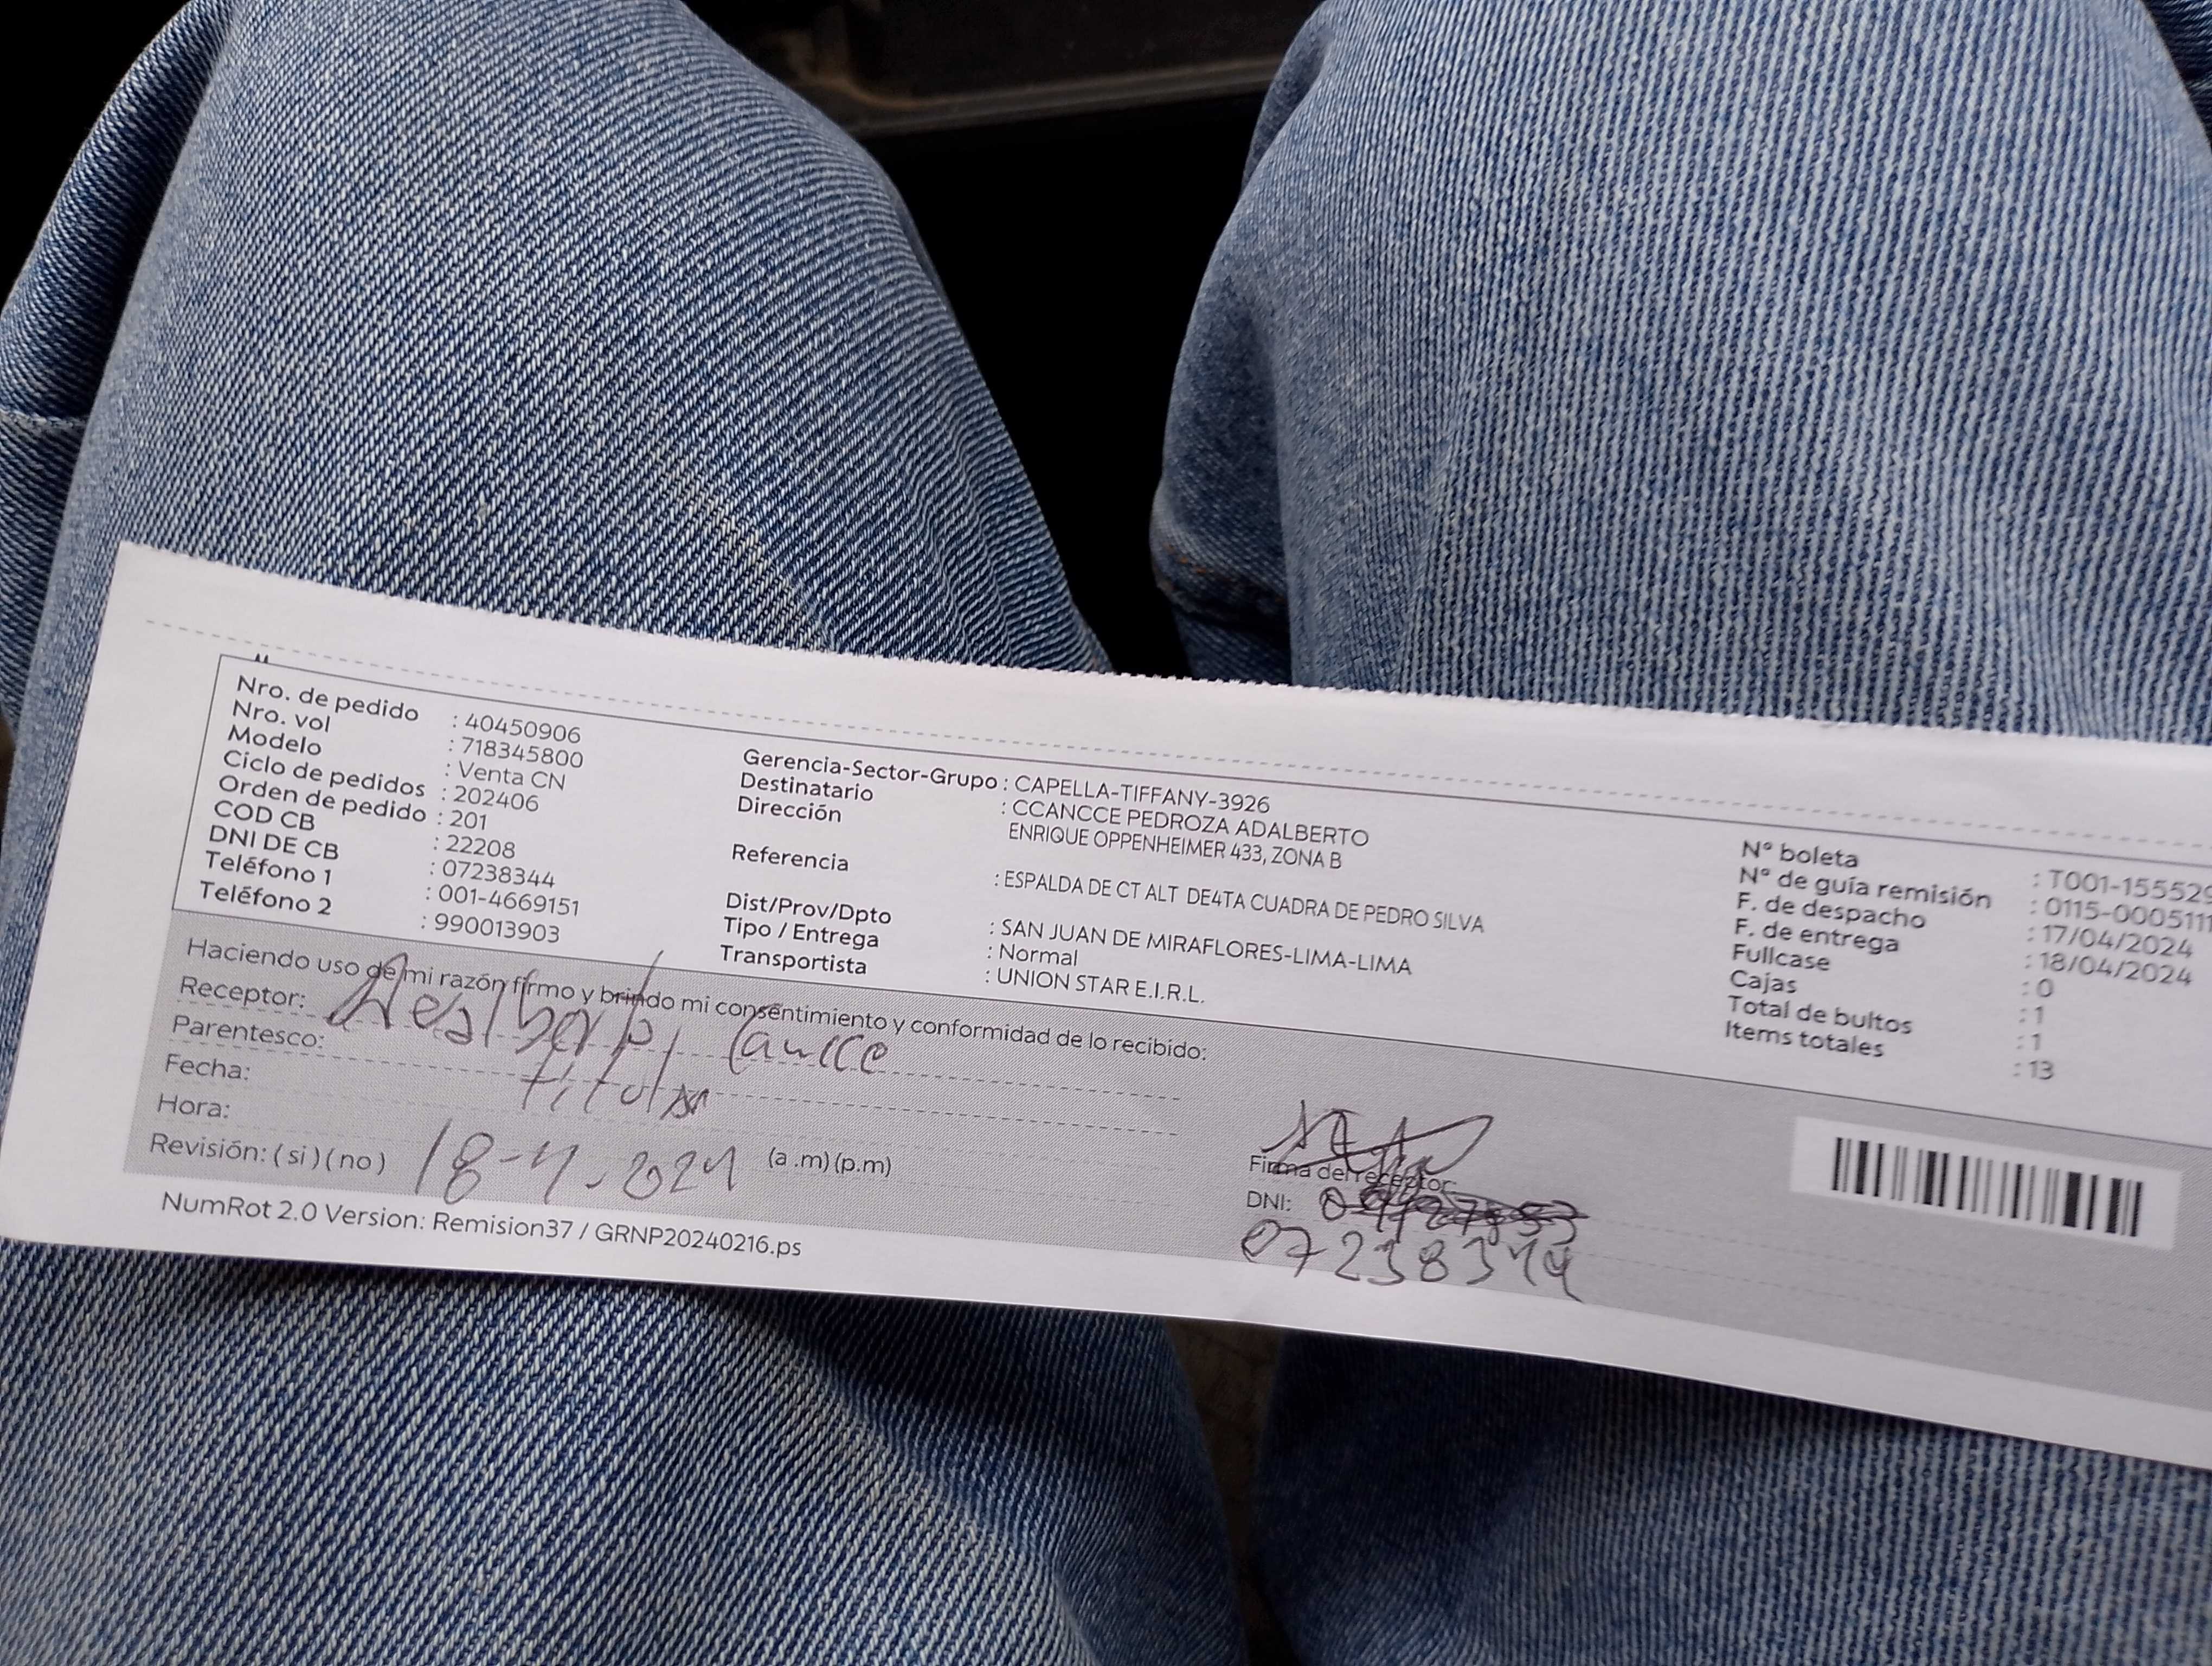 Nro. de pedido : 40450906
Nro. vol : 718345800
Modelo : Venta CN
Ciclo de pedidos : 202406
Orden de pedido : 201
COD CB : 22208
DNI DE CB : 07238344
Teléfono 1 : 001-4669151
Teléfono 2 : 990013903
Gerencia-Sector-Grupo : CAPELLA-TIFFANY-3926
Destinatario : CCANCCE PEDROZA ADALBERTO
Dirección ENRIQUE OPPENHEIMER 433, ZONA B
Referencia : ESPALDA DE CT ALT DE4TA CUADRA DE PEDRO SILVA
Dist/Prov/Dpto : SAN JUAN DE MIRAFLORES-LIMA-LIMA
Tipo / Entrega : Normal
Transportista : UNION STAR E.I.R.L.
N° boleta : T001-155529
N° de guía remisión : 0115-0005111
F. de despacho : 17/04/2024
F. de entrega : 18/04/2024
Fullcase : 0
Cajas : 1
Total de bultos : 1
Items totales : 13
Haciendo uso de mi razón firmo y brindo mi consentimiento y conformidad de lo recibido:
Receptor:
Parentesco: titular
Fecha:
Hora: (a .m) (p.m)
Revisión: ( si ) ( no ) 18-4-2024
Firma del receptor:
DNI:
07238344
NumRot 2.0 Version: Remision37 / GRNP20240216.ps